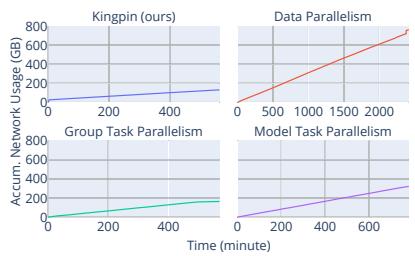 Kingpin (ours)
Data Parallelism
800
600
400
200
0
0 200 400
0 500 1000 1500 2000
Group Task Parallelism
Model Task Parallelism
800
600
400
200
0
0 200 400
0 200 400 600
Accum. Network Usage (GB)
Time (minute)